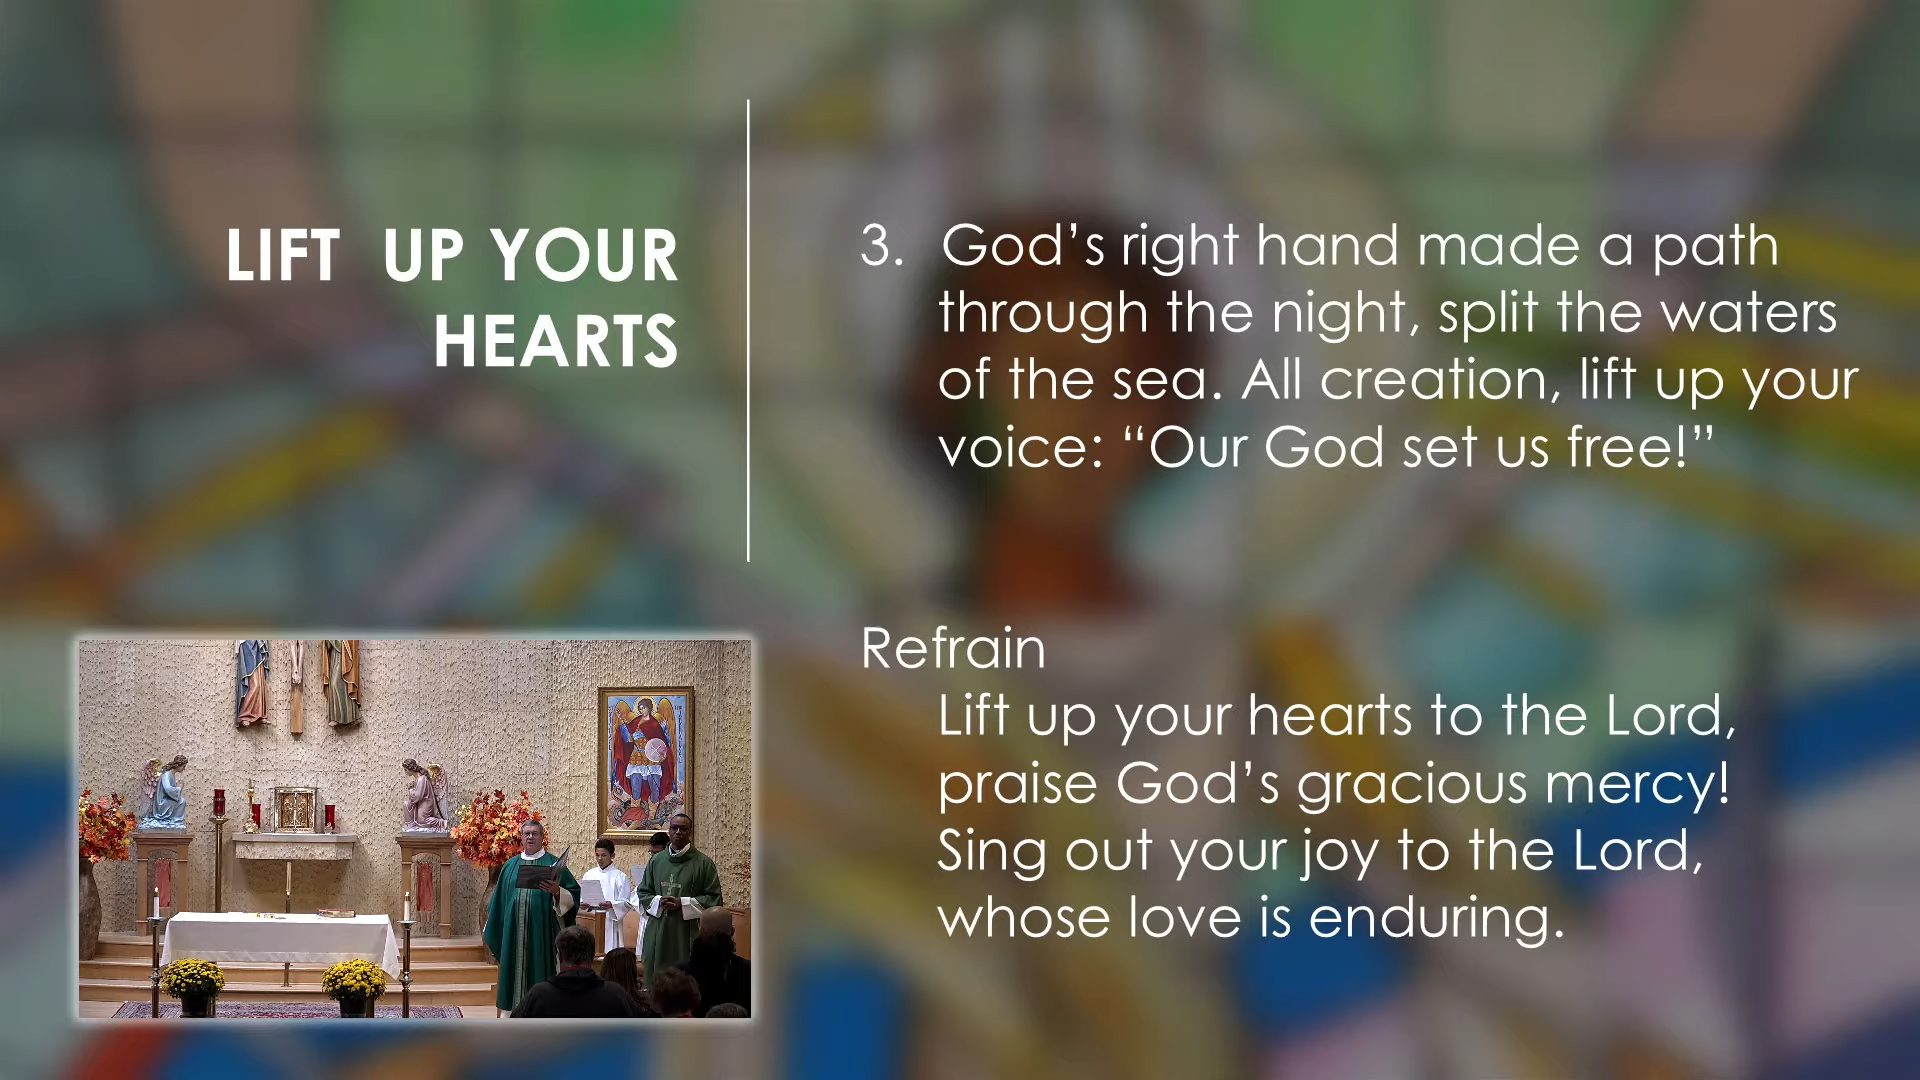 LIFT  UP YOUR
HEARTS
3.  God’s right hand made a path
through the night, split the waters
of the sea. All creation, lift up your
voice: “Our God set us free!”
Refrain
Lift up your hearts to the Lord,
praise God’s gracious mercy!
Sing out your joy to the Lord,
whose love is enduring.